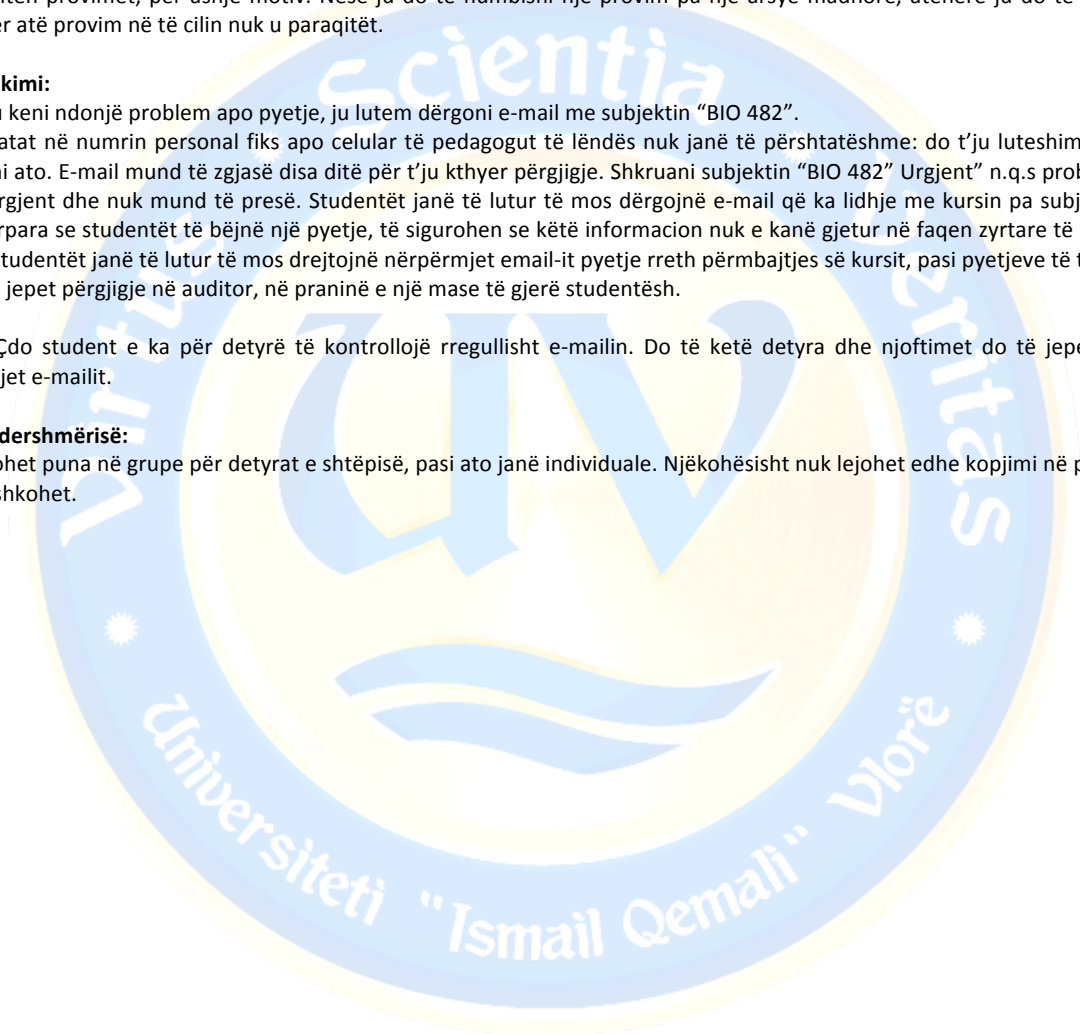 provimet, për asnjë motiv. Nëse ju do të humbisni një provim pa një arsye madhore, atëherë ju do të
atë provim në të cilin nuk u paraqitët.
kimi:
keni ndonjë problem apo pyetje, ju lutem dërgoni e-mail me subjektin “BIO 482”.
atat në numrin personal fiks apo celular të pedagogut të lëndës nuk janë të përshtatëshme: do t’ju luteshim
ato. E-mail mund të zgjasë disa ditë për t’ju kthyer përgjigje. Shkruani subjektin “BIO 482” Urgjent” n.q.s prob
rgjent dhe nuk mund të presë. Studentët janë të lutur të mos dërgojnë e-mail që ka lidhje me kursin pa subj
rpara se studentët të bëjnë një pyetje, të sigurohen se këtë informacion nuk e kanë gjetur në faqen zyrtare të
tudentët janë të lutur të mos drejtojnë nërpërmjet email-it pyetje rreth përmbajtjes së kursit, pasi pyetjeve të t
jepet përgjigje në auditor, në praninë e një mase të gjerë studentësh.
Çdo student e ka për detyrë të kontrollojë rregullisht e-mailin. Do të ketë detyra dhe njoftimet do të jepe
jet e-mailit.
dershmërisë:
het puna në grupe për detyrat e shtëpisë, pasi ato janë individuale. Njëkohësisht nuk lejohet edhe kopjimi në p
shkohet.
Virtus Scientia Veritas
UV
Universiteti "Ismail Qemali" Vlorë